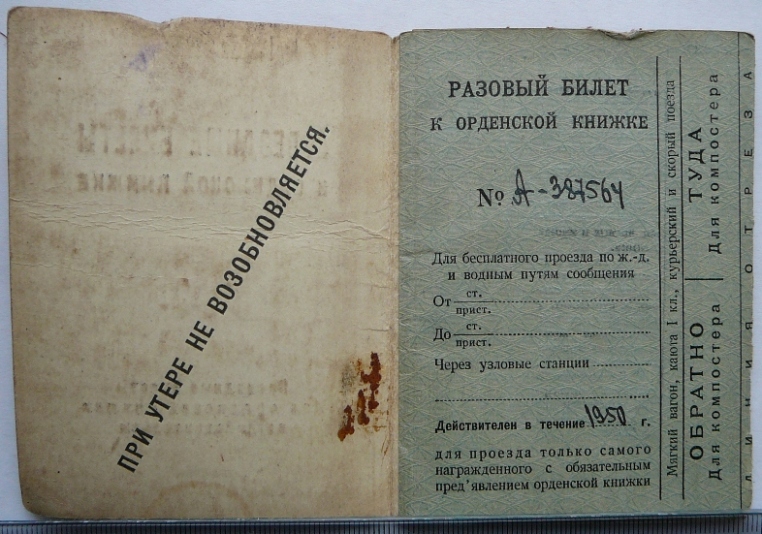 ПРИ УТЕРЕ НЕ ВОЗОБНОВЛЯЕТСЯ.
РАЗОВЫЙ БИЛЕТ
К ОРДЕНСКОЙ КНИЖКЕ
№ А-387564
Для бесплатного проезда по ж.-д.
и водным путям сообщения
От ст.
прист.
До ст.
прист.
Через узловые станции
Действителен в течение 1950 г.
для проезда только самого
награжденного с обязательным
пред'явлением орденской книжки
Мягкий вагон, каюта I кл., курьерский и скорый поезда
ОБРАТНО ТУДА
Для компостера Для компостера
ЛИНИЯ ОТРЕЗА